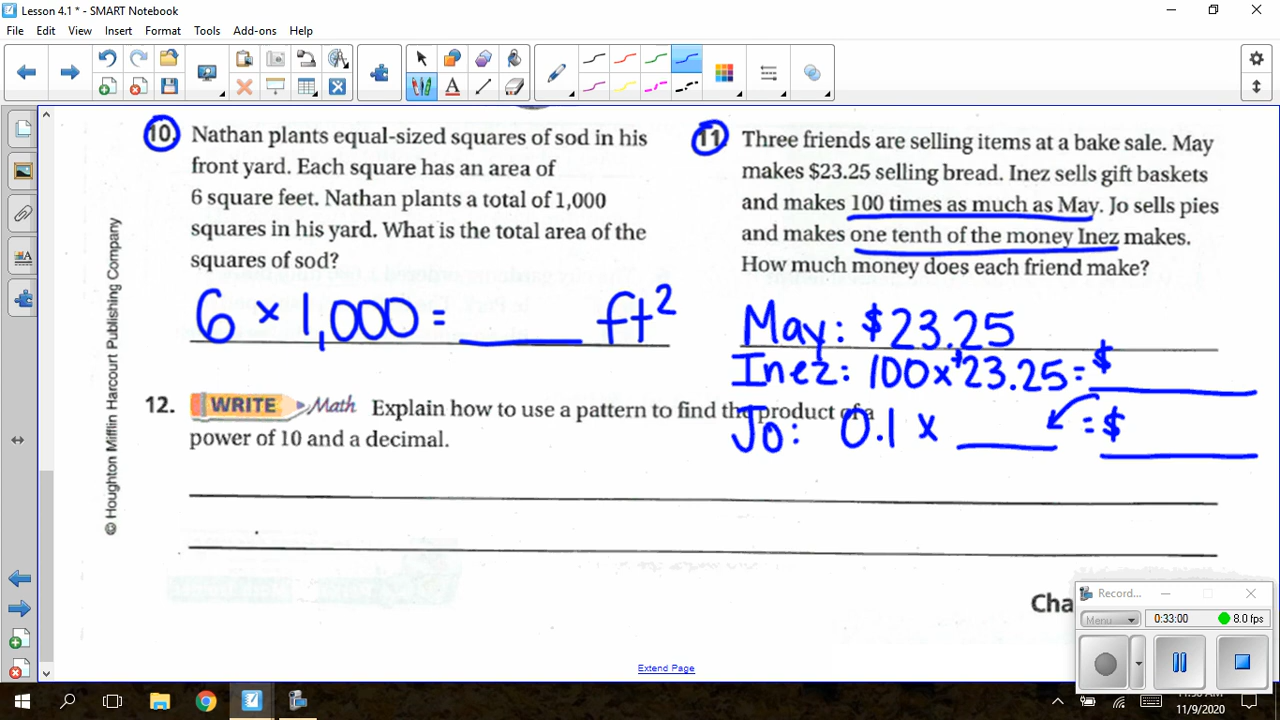 Lesson 4.1 * - SMART Notebook
File Edit View Insert Format Tools Add-ons Help
10. Nathan plants equal-sized squares of sod in his
front yard. Each square has an area of
6 square feet. Nathan plants a total of 1,000
squares in his yard. What is the total area of the
squares of sod?
6 × 1,000 = ______ ft²
11. Three friends are selling items at a bake sale. May
makes $23.25 selling bread. Inez sells gift baskets
and makes 100 times as much as May. Jo sells pies
and makes one tenth of the money Inez makes.
How much money does each friend make?
May: $23.25
Inez: 100 x $23.25 = $______
Jo: 0.1 x ______ = $______
12. WRITE Math Explain how to use a pattern to find the product of a
power of 10 and a decimal.
© Houghton Mifflin Harcourt Publishing Company
Cha
Extend Page
Record...
Menu 0:33:00 8.0 fps
11/9/2020